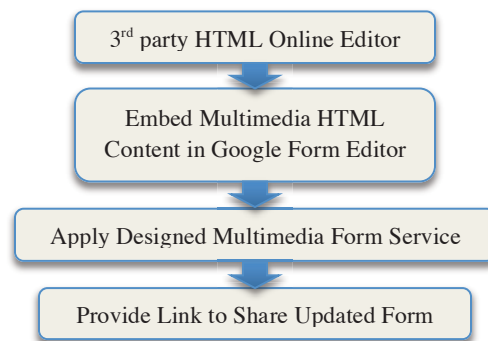 3rd party HTML Online Editor
Embed Multimedia HTML
Content in Google Form Editor
Apply Designed Multimedia Form Service
Provide Link to Share Updated Form